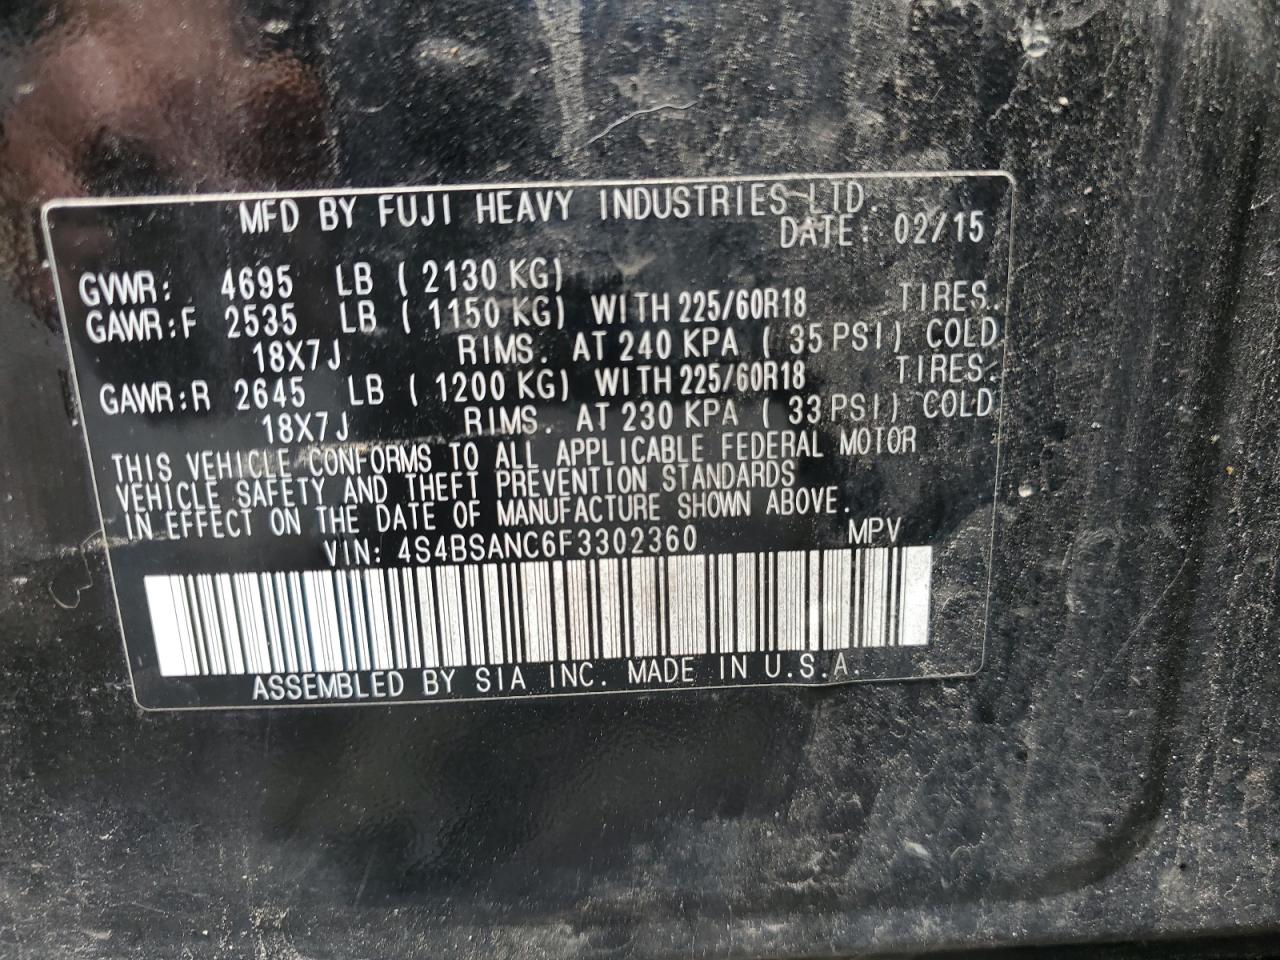 MFD BY FUJI HEAVY INDUSTRIES LTD.
DATE: 02/15
GVWR: 4695 LB (2130 KG)
GAWR:F 2535 LB (1150 KG) WITH 225/60R18 TIRES.
18X7J RIMS. AT 240 KPA (35 PSI) COLD
GAWR:R 2645 LB (1200 KG) WITH 225/60R18 TIRES.
18X7J RIMS. AT 230 KPA (33 PSI) COLD
THIS VEHICLE CONFORMS TO ALL APPLICABLE FEDERAL MOTOR
VEHICLE SAFETY AND THEFT PREVENTION STANDARDS
IN EFFECT ON THE DATE OF MANUFACTURE SHOWN ABOVE.
VIN: 4S4BSANC6F3302360 MPV
ASSEMBLED BY SIA INC. MADE IN U.S.A.